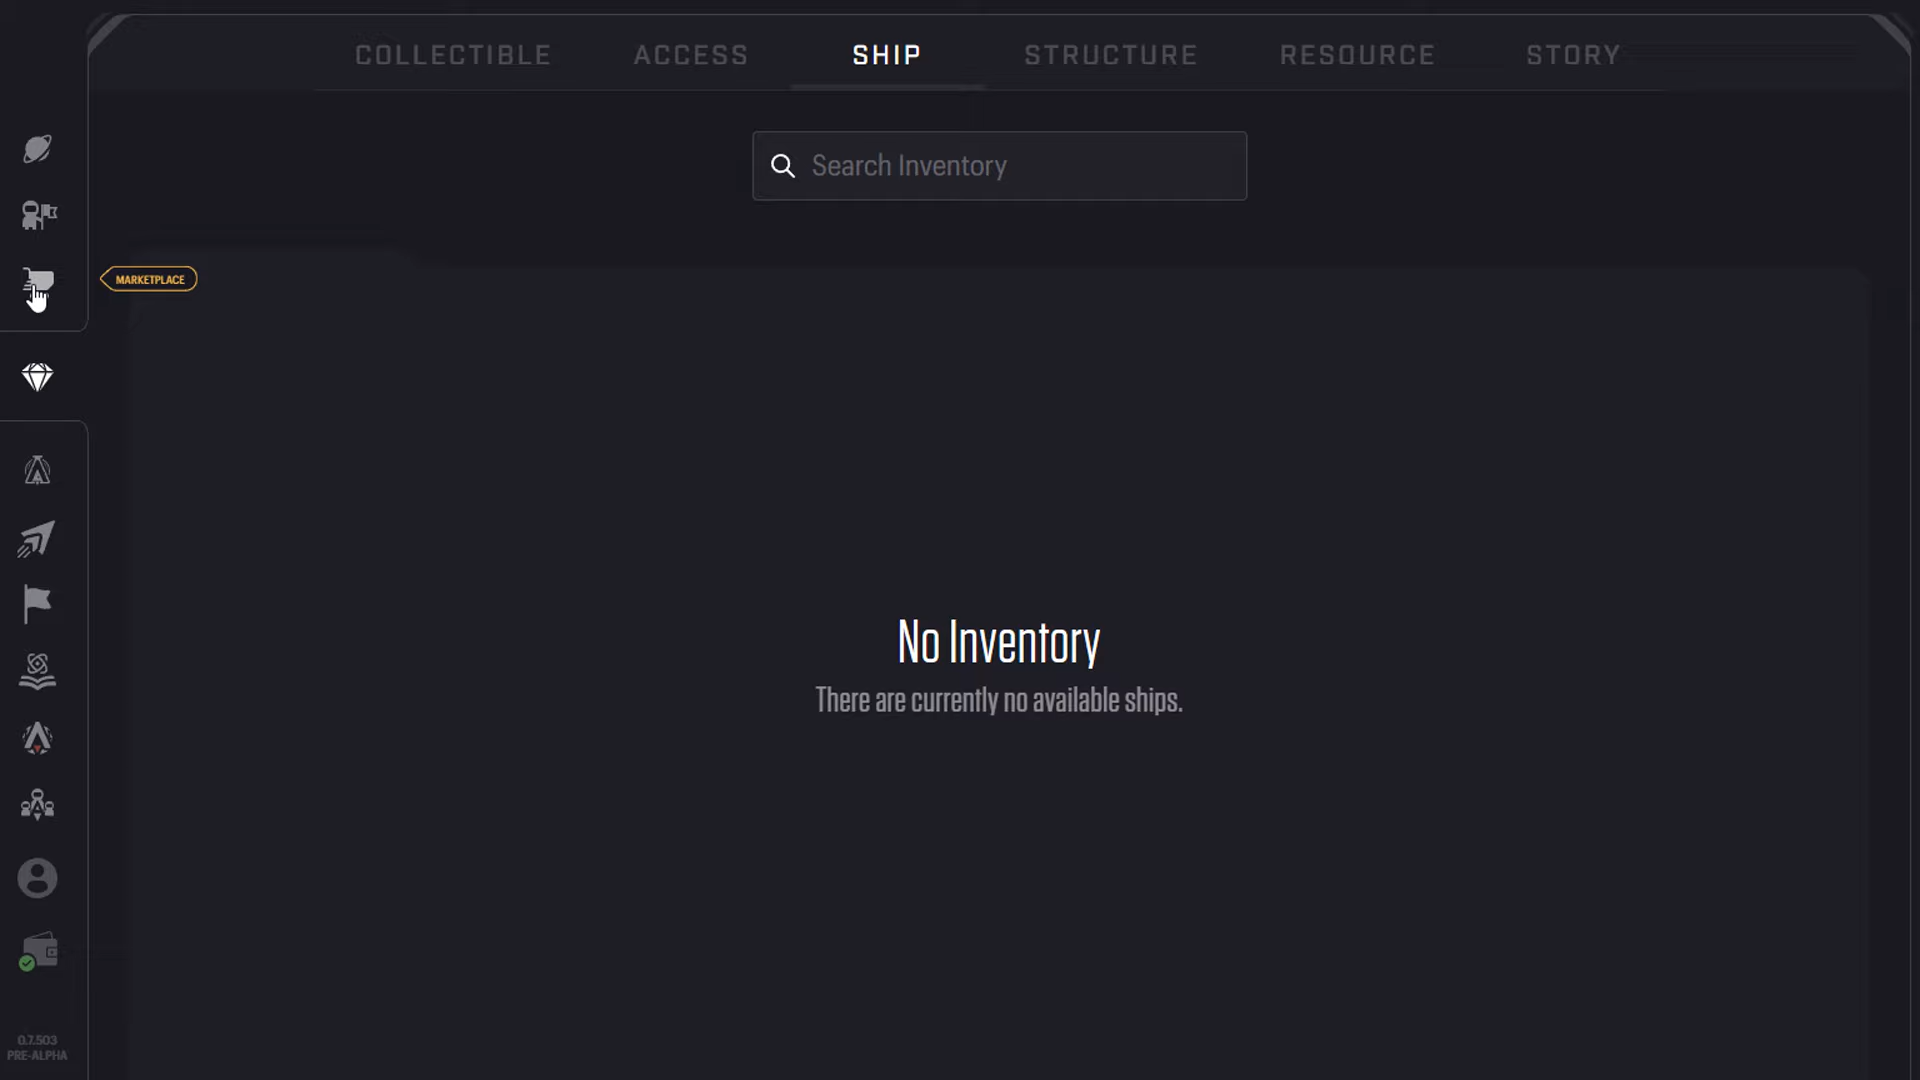 COLLECTIBLE ACCESS SHIP STRUCTURE RESOURCE STORY
Search Inventory
MARKETPLACE
No Inventory
There are currently no available ships.
0.7.503
PRE-ALPHA